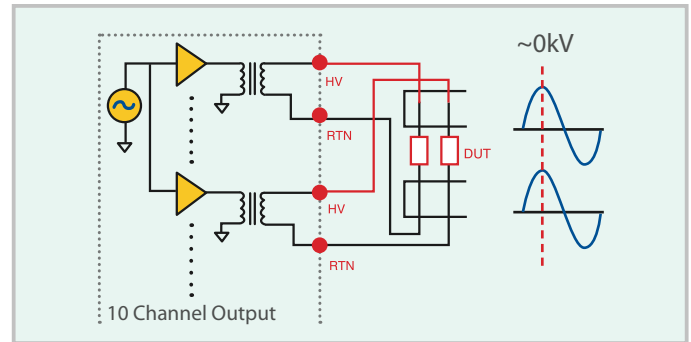 ~0kV
HV
RTN
DUT
HV
RTN
10 Channel Output